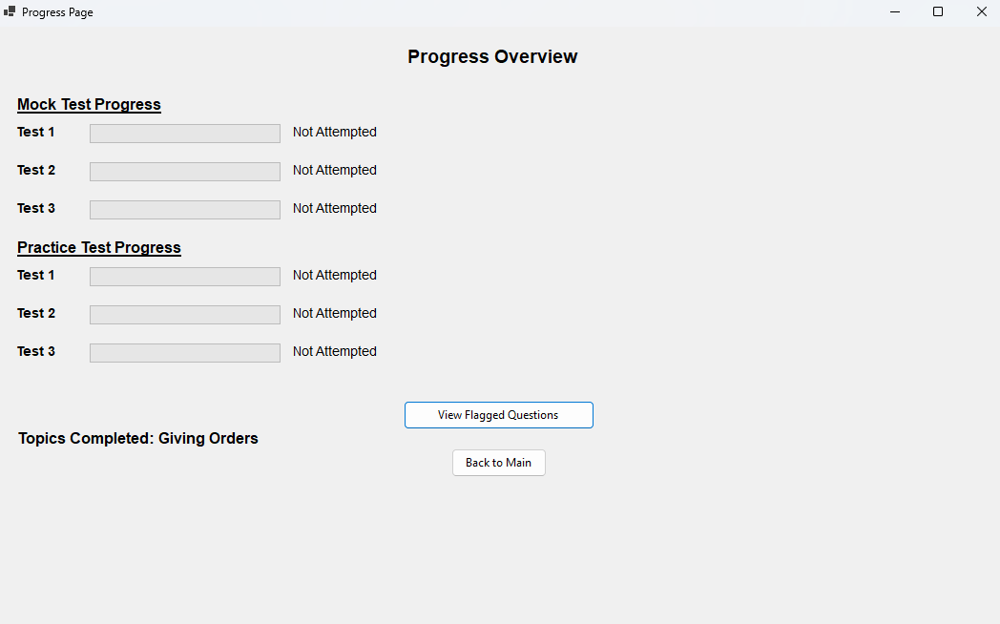 Progress Page
Progress Overview
Mock Test Progress
Test 1 Not Attempted
Test 2 Not Attempted
Test 3 Not Attempted
Practice Test Progress
Test 1 Not Attempted
Test 2 Not Attempted
Test 3 Not Attempted
View Flagged Questions
Topics Completed: Giving Orders
Back to Main